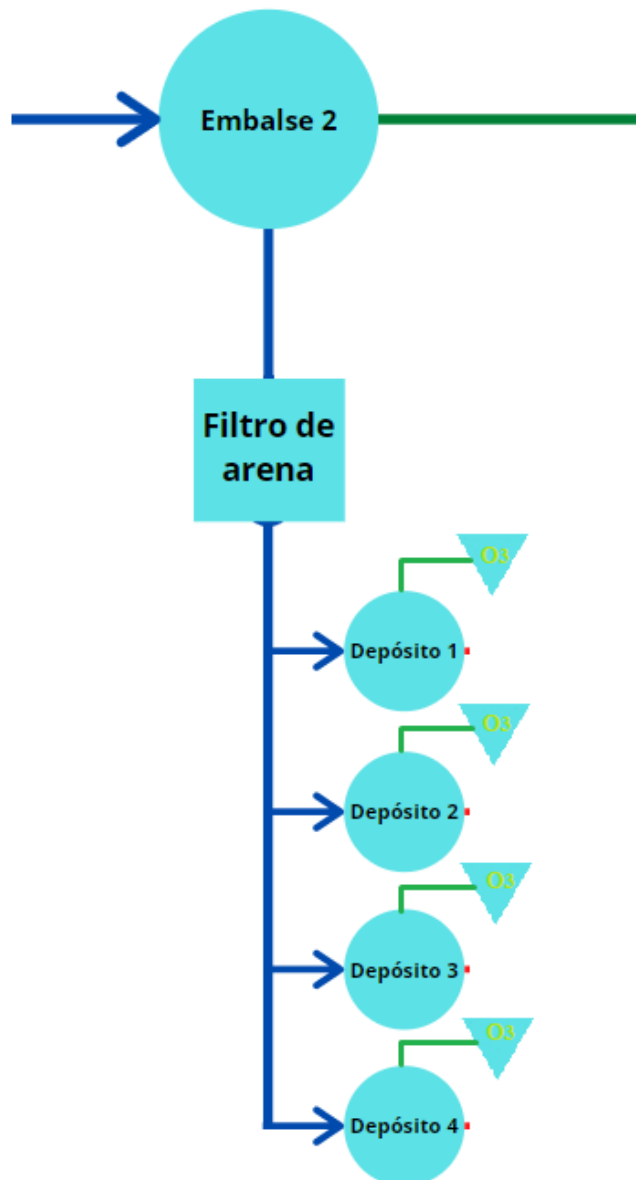 Embalse 2
Filtro de
arena
O3
Depósito 1
O3
Depósito 2
O3
Depósito 3
O3
Depósito 4